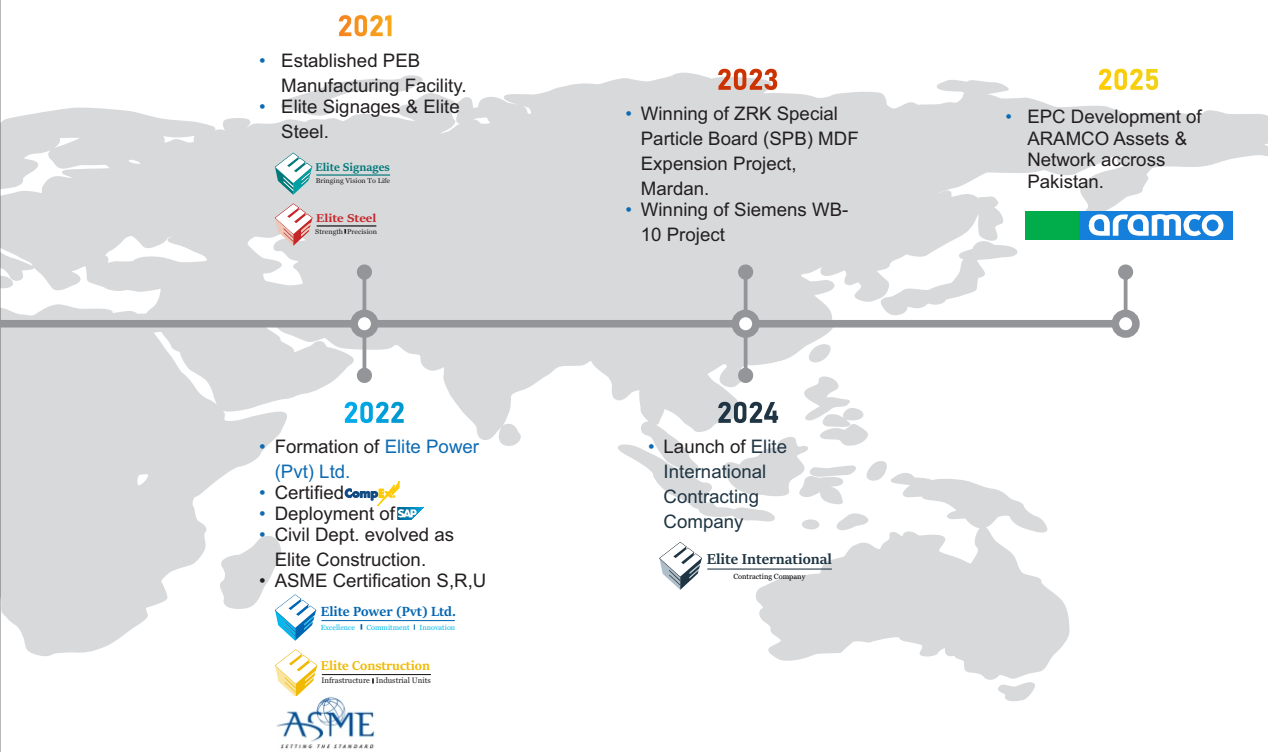 2021
• Established PEB
Manufacturing Facility.
• Elite Signages & Elite
Steel.
Elite Signages
Bringing Vision To Life
Elite Steel
Strength Precision
2022
• Formation of Elite Power
(Pvt) Ltd.
• Certified CompEx
• Deployment of SAP
• Civil Dept. evolved as
Elite Construction.
• ASME Certification S,R,U
Elite Power (Pvt) Ltd.
Excellence | Commitment | Innovation
Elite Construction
Infrastructure | Industrial Units
ASME
SETTING THE STANDARD
2023
• Winning of ZRK Special
Particle Board (SPB) MDF
Expension Project,
Mardan.
• Winning of Siemens WB-
10 Project
2024
• Launch of Elite
International
Contracting
Company
Elite International
Contracting Company
2025
• EPC Development of
ARAMCO Assets &
Network accross
Pakistan.
aramco